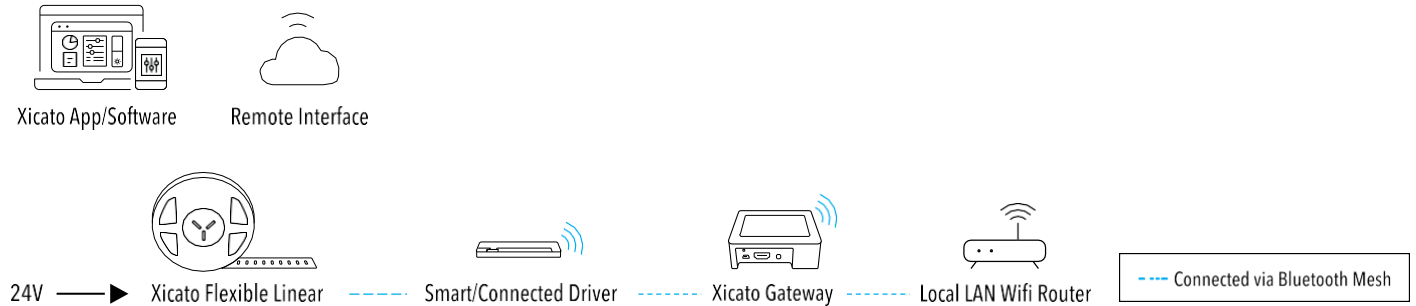 Xicato App/Software
Remote Interface
24V
Xicato Flexible Linear
Smart/Connected Driver
Xicato Gateway
Local LAN Wifi Router
Connected via Bluetooth Mesh